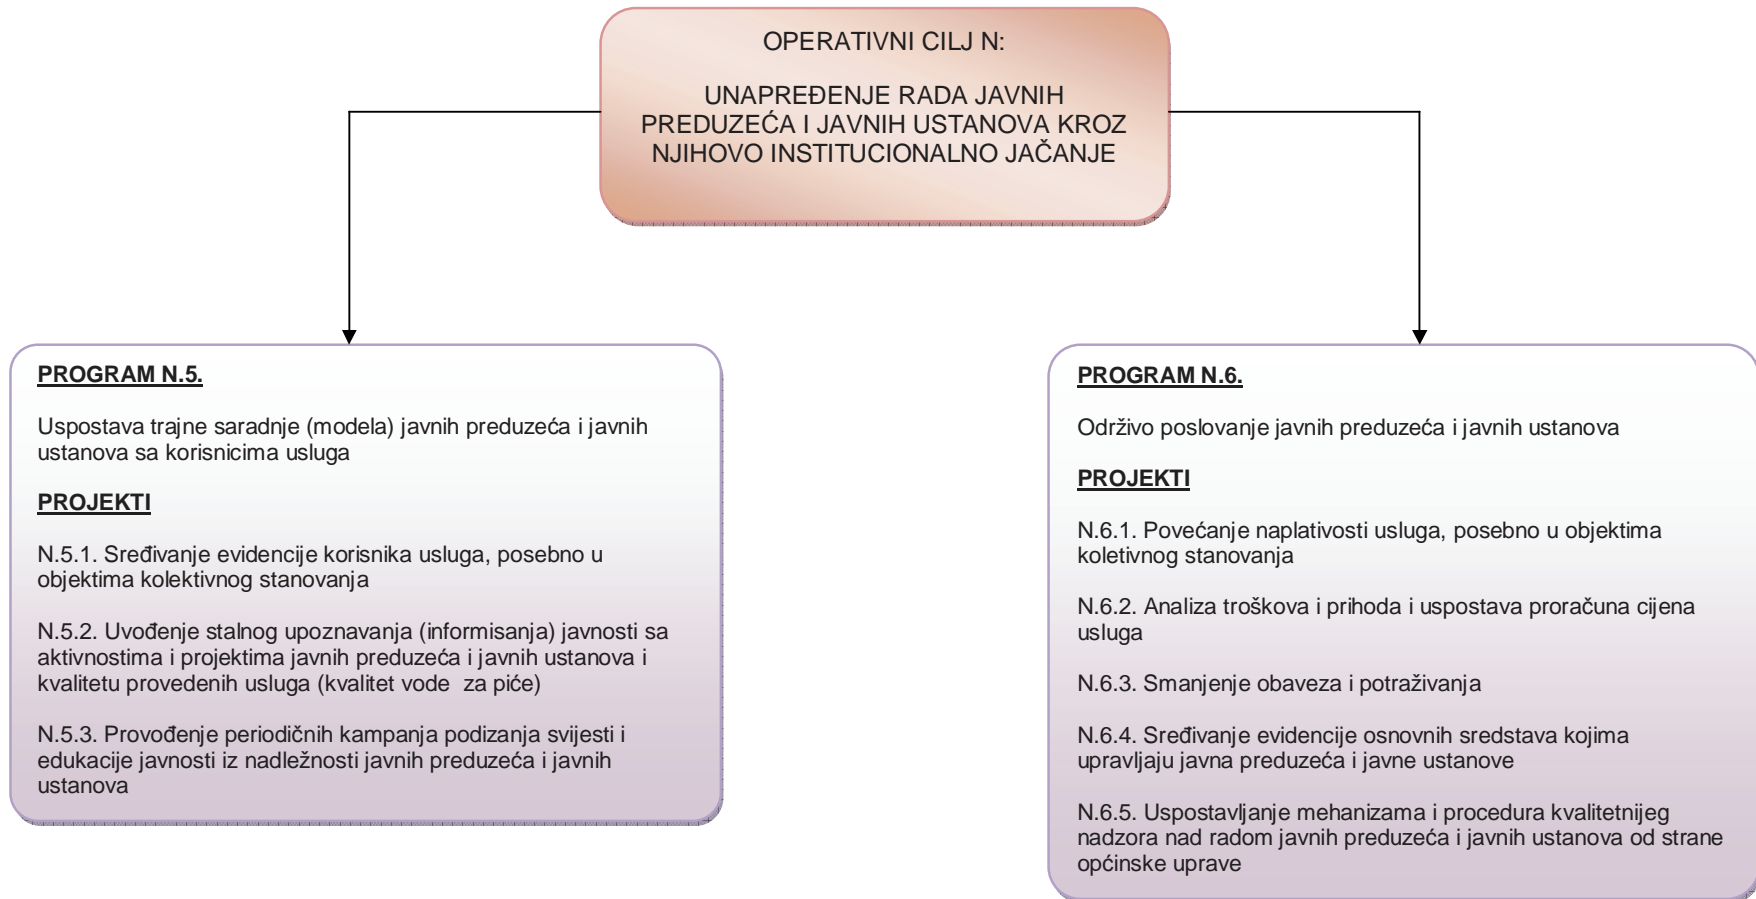 OPERATIVNI CILJ N:
UNAPREĐENJE RADA JAVNIH
PREDUZEĆA I JAVNIH USTANOVA KROZ
NJIHOVO INSTITUCIONALNO JAČANJE
PROGRAM N.5.
Uspostava trajne saradnje (modela) javnih preduzeća i javnih
ustanova sa korisnicima usluga
PROJEKTI
N.5.1. Sređivanje evidencije korisnika usluga, posebno u
objektima kolektivnog stanovanja
N.5.2. Uvođenje stalnog upoznavanja (informisanja) javnosti sa
aktivnostima i projektima javnih preduzeća i javnih ustanova i
kvalitetu provedenih usluga (kvalitet vode  za piće)
N.5.3. Provođenje periodičnih kampanja podizanja svijesti i
edukacije javnosti iz nadležnosti javnih preduzeća i javnih
ustanova
PROGRAM N.6.
Održivo poslovanje javnih preduzeća i javnih ustanova
PROJEKTI
N.6.1. Povećanje naplativosti usluga, posebno u objektima
koletivnog stanovanja
N.6.2. Analiza troškova i prihoda i uspostava proračuna cijena
usluga
N.6.3. Smanjenje obaveza i potraživanja
N.6.4. Sređivanje evidencije osnovnih sredstava kojima
upravljaju javna preduzeća i javne ustanove
N.6.5. Uspostavljanje mehanizama i procedura kvalitetnijeg
nadzora nad radom javnih preduzeća i javnih ustanova od strane
općinske uprave